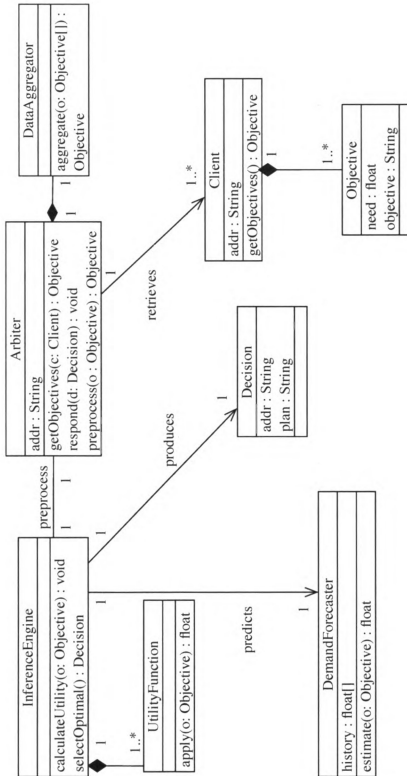 InferenceEngine
calculateUtility(o: Objective) : void
selectOptimal() : Decision
1
1..*
UtilityFunction
apply(o: Objective) : float
preprocess
1
1
Arbiter
addr : String
getObjectives(c: Client) : Objective
respond(d: Decision) : void
preprocess(o : Objective) : Objective
1
1
DataAggregator
aggregate(o: Objective[]) :
Objective
1
predicts
1
DemandForecaster
history : float[]
estimate(o: Objective) : float
1
produces
1
Decision
addr : String
plan : String
1
retrieves
1..*
Client
addr : String
getObjectives() : Objective
1
1..*
Objective
need : float
objective : String